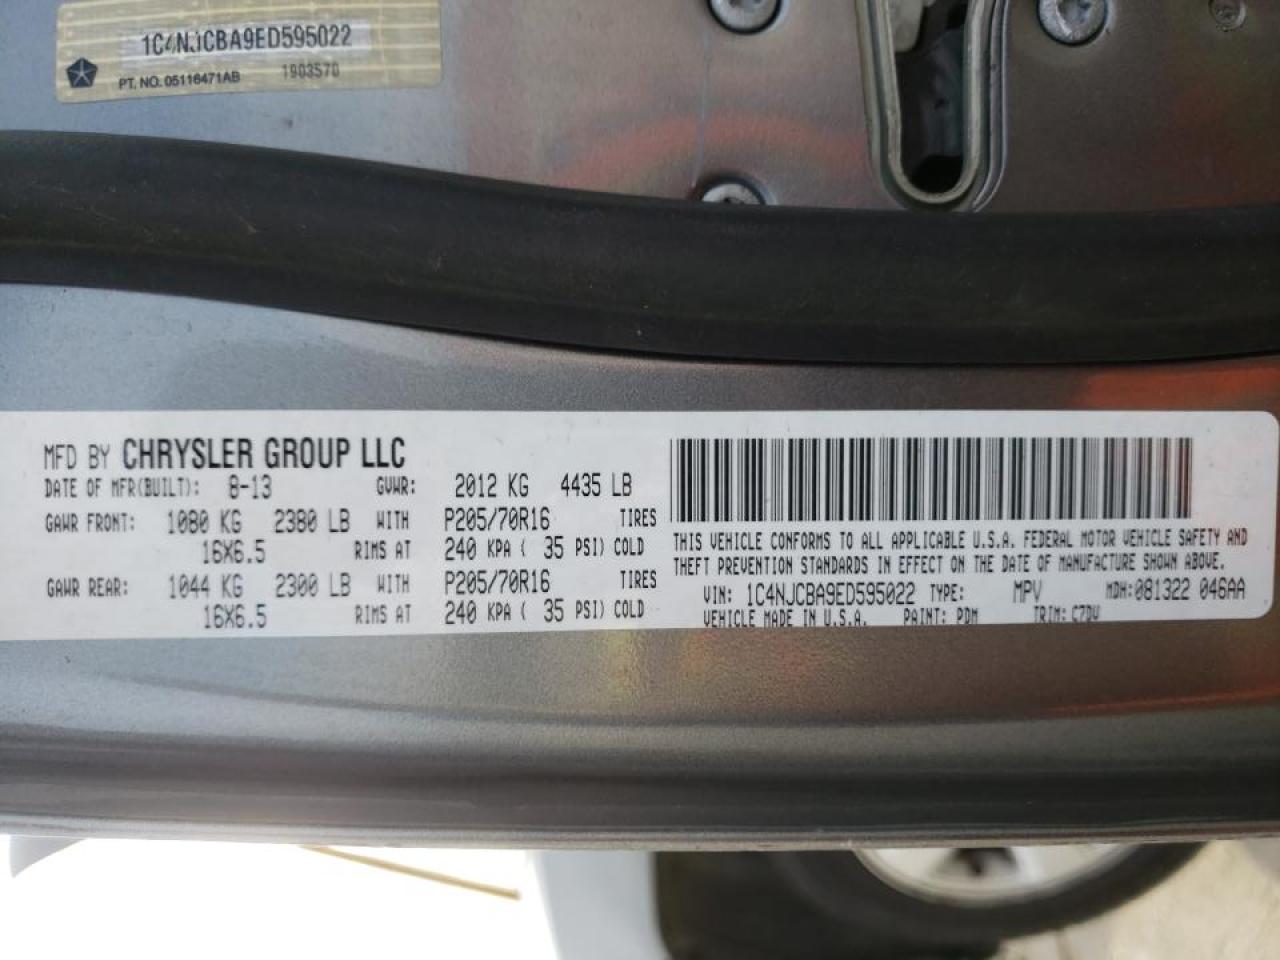 1C4NJCBA9ED595022
PT. NO. 05116471AB 1903570
MFD BY CHRYSLER GROUP LLC
DATE OF MFR(BUILT): 8-13 GVWR: 2012 KG 4435 LB
GAWR FRONT: 1080 KG 2380 LB WITH P205/70R16 TIRES
16X6.5 RIMS AT 240 KPA ( 35 PSI) COLD
GAWR REAR: 1044 KG 2300 LB WITH P205/70R16 TIRES
16X6.5 RIMS AT 240 KPA ( 35 PSI) COLD
THIS VEHICLE CONFORMS TO ALL APPLICABLE U.S.A. FEDERAL MOTOR VEHICLE SAFETY AND
THEFT PREVENTION STANDARDS IN EFFECT ON THE DATE OF MANUFACTURE SHOWN ABOVE.
VIN: 1C4NJCBA9ED595022 TYPE: MPV MDH:081322 046AA
VEHICLE MADE IN U.S.A. PAINT: PDM TRIM: C7DV